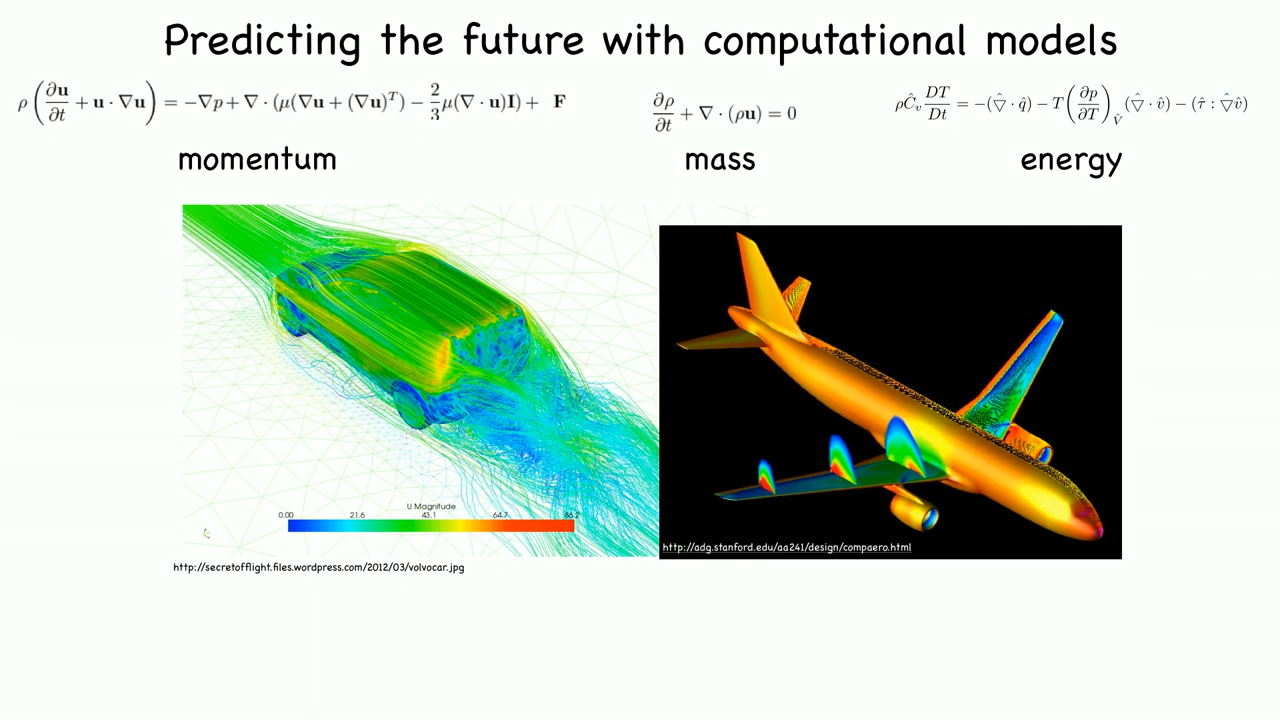 Predicting the future with computational models
ρ(∂u/∂t + u · ∇u) = −∇p + ∇ · (μ(∇u + (∇u)^T) − 2/3 μ(∇ · u)I) + F
∂ρ/∂t + ∇ · (ρu) = 0
ρĈ_v DT/Dt = −(∇̂ · q̂) − T(∂p/∂T)_V̂ (∇̂ · v̂) − (τ̂ : ∇̂v̂)
momentum
mass
energy
U Magnitude
0.00 21.6 43.1 64.7 86.2
http://adg.stanford.edu/aa241/design/compaero.html
http://secretofflight.files.wordpress.com/2012/03/volvocar.jpg